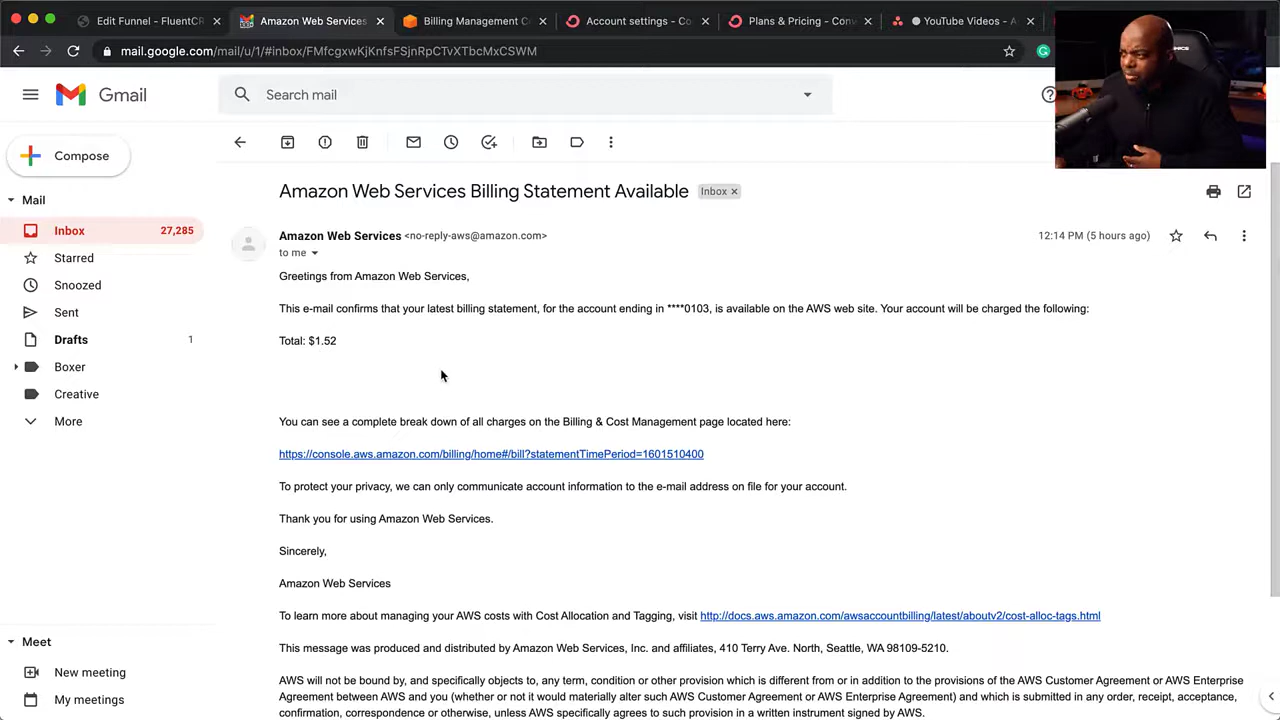 Edit Funnel - FluentCR
Amazon Web Services
Billing Management C
Account settings - Co
Plans & Pricing - Con
YouTube Videos - A
mail.google.com/mail/u/1/#inbox/FMfcgxwKjKnfsFSjnRpCTvXTbcMxCSWM
Gmail
Search mail
Compose
Mail
Inbox 27,285
Starred
Snoozed
Sent
Drafts 1
Boxer
Creative
More
Meet
New meeting
My meetings
Amazon Web Services Billing Statement Available Inbox ×
Amazon Web Services <no-reply-aws@amazon.com> 12:14 PM (5 hours ago)
to me
Greetings from Amazon Web Services,
This e-mail confirms that your latest billing statement, for the account ending in ****0103, is available on the AWS web site. Your account will be charged the following:
Total: $1.52
You can see a complete break down of all charges on the Billing & Cost Management page located here:
https://console.aws.amazon.com/billing/home#/bill?statementTimePeriod=1601510400
To protect your privacy, we can only communicate account information to the e-mail address on file for your account.
Thank you for using Amazon Web Services.
Sincerely,
Amazon Web Services
To learn more about managing your AWS costs with Cost Allocation and Tagging, visit http://docs.aws.amazon.com/awsaccountbilling/latest/aboutv2/cost-alloc-tags.html
This message was produced and distributed by Amazon Web Services, Inc. and affiliates, 410 Terry Ave. North, Seattle, WA 98109-5210.
AWS will not be bound by, and specifically objects to, any term, condition or other provision which is different from or in addition to the provisions of the AWS Customer Agreement or AWS Enterprise
Agreement between AWS and you (whether or not it would materially alter such AWS Customer Agreement or AWS Enterprise Agreement) and which is submitted in any order, receipt, acceptance,
confirmation, correspondence or otherwise, unless AWS specifically agrees to such provision in a written instrument signed by AWS.